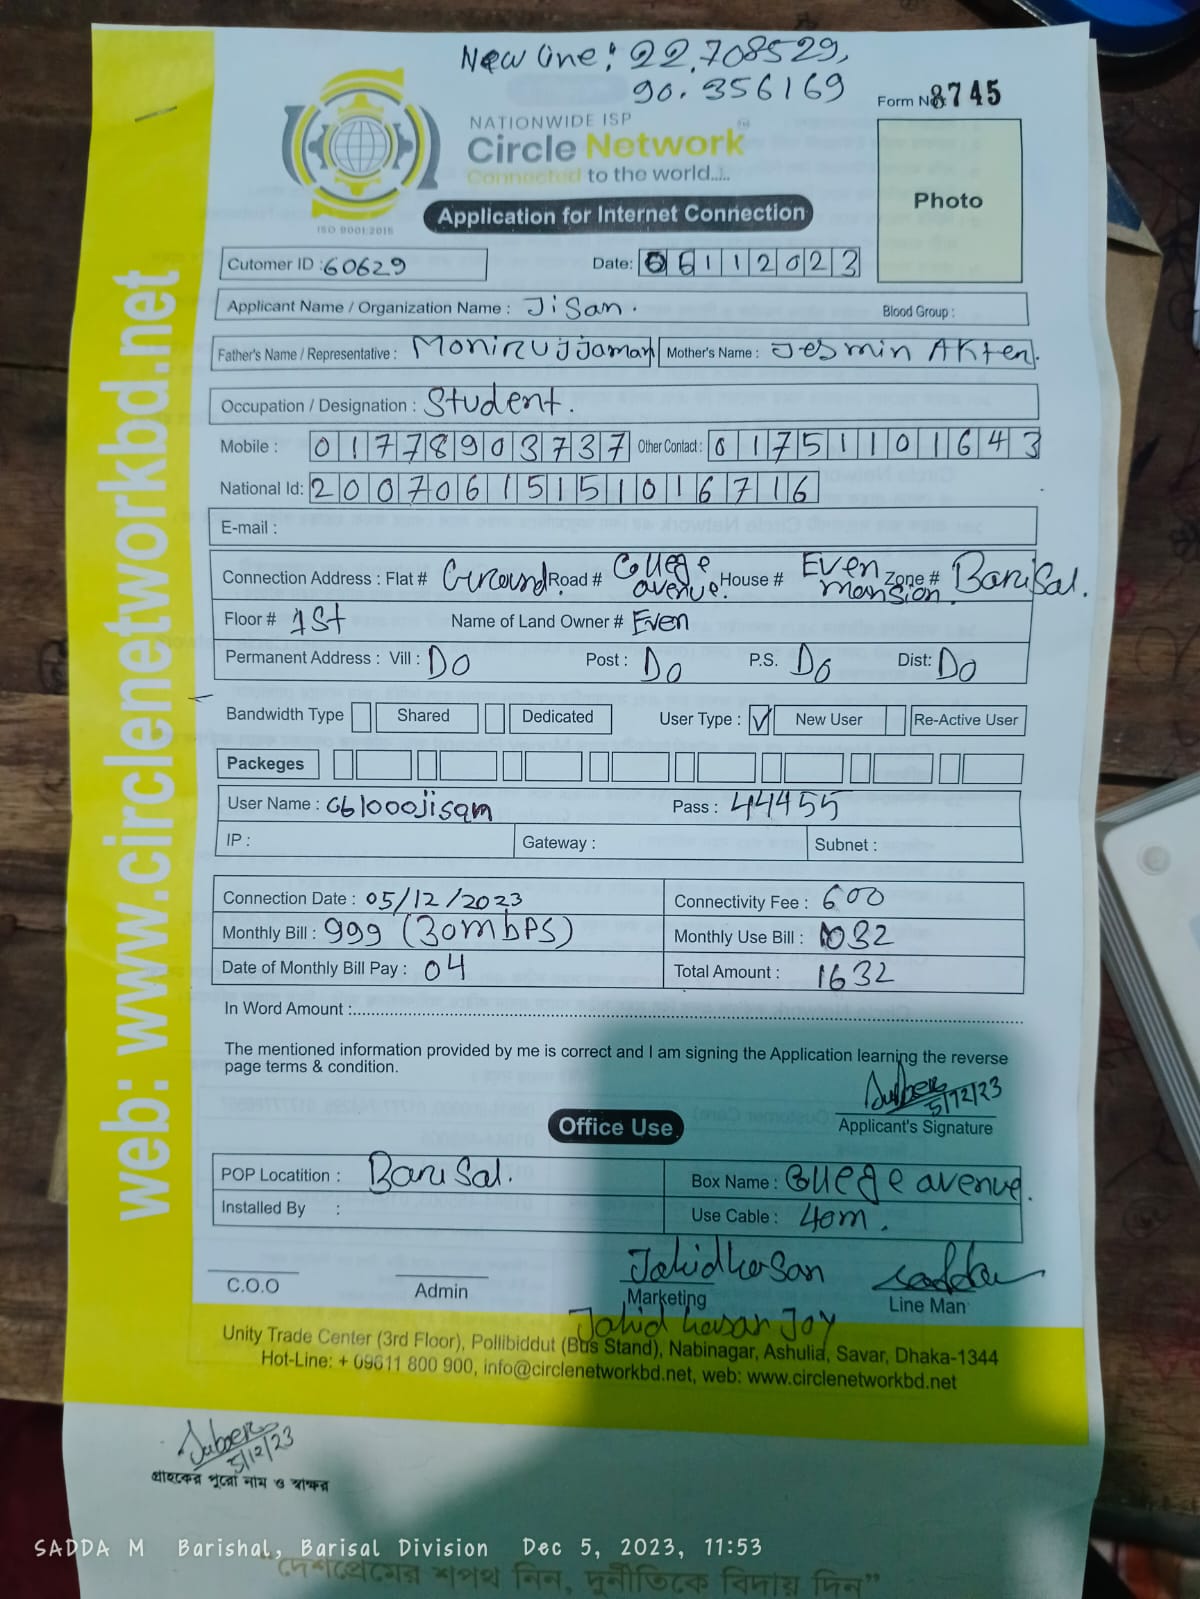 New line: 22.708529,
90.356169
Form No 8745
NATIONWIDE ISP
Circle Network
Connected to the world.....
ISO 9001:2015
Photo
Application for Internet Connection
Cutomer ID : 60629
Date: 06112023
Applicant Name / Organization Name : Jisan.
Blood Group :
Father's Name / Representative : Monirujjaman Mother's Name : Jesmin Akter.
Occupation / Designation : Student.
Mobile : 01778903737 Other Contact : 01751101643
National Id: 20070615151016716
E-mail :
Connection Address : Flat # Ground. Road # College avenue. House # Even mansion. Zone # Barisal.
Floor # 1st Name of Land Owner # Even
Permanent Address : Vill : Do Post : Do P.S. Do Dist: Do
Bandwidth Type Shared Dedicated User Type : New User Re-Active User
Packeges
User Name : cb1000jisan Pass : 44455
IP : Gateway : Subnet :
Connection Date : 05/12/2023 Connectivity Fee : 600
Monthly Bill : 999 (30mbPS) Monthly Use Bill : 1032
Date of Monthly Bill Pay : 04 Total Amount : 1632
In Word Amount :
The mentioned information provided by me is correct and I am signing the Application learning the reverse
page terms & condition.
5/12/23
Applicant's Signature
Office Use
POP Locatition : Barisal. Box Name : College avenue.
Installed By : Use Cable : 40m.
Jahid hasan
C.O.O Admin Marketing Line Man
Jahid hasan Joy
Unity Trade Center (3rd Floor), Pollibiddut (Bus Stand), Nabinagar, Ashulia, Savar, Dhaka-1344
Hot-Line: + 09611 800 900, info@circlenetworkbd.net, web: www.circlenetworkbd.net
web: www.circlenetworkbd.net
5/12/23
গ্রাহকের পুরো নাম ও স্বাক্ষর
SADDA M Barishal, Barisal Division Dec 5, 2023, 11:53
"দেশপ্রেমের শপথ নিন, দুর্নীতিকে বিদায় দিন"